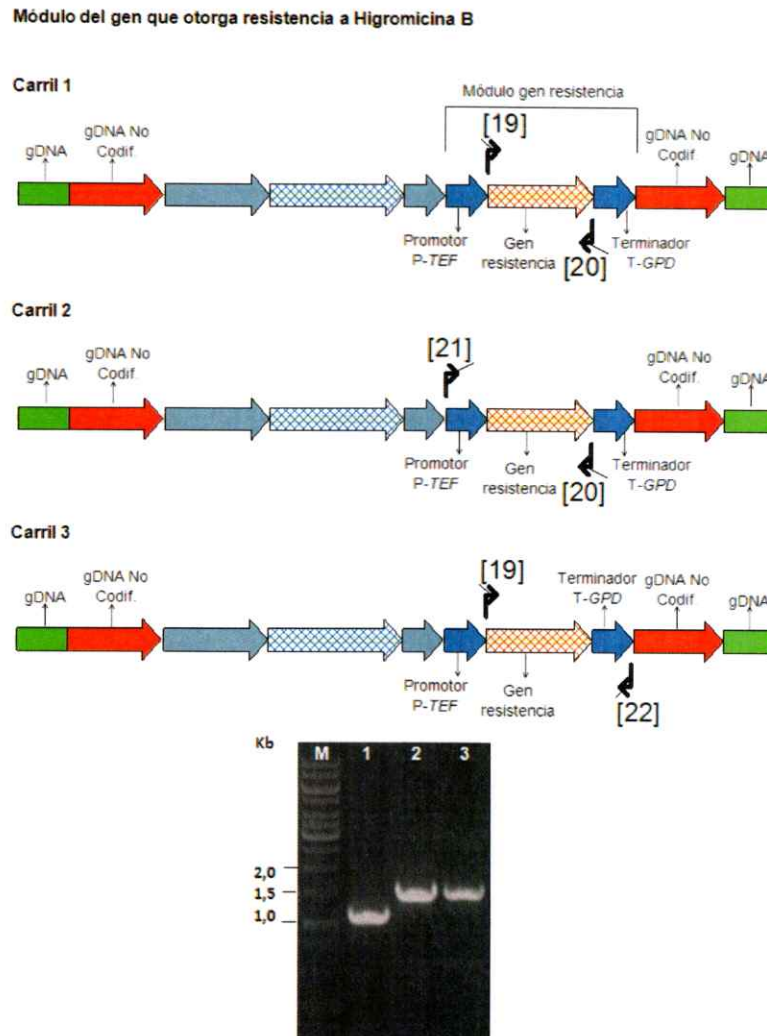 Módulo del gen que otorga resistencia a Higromicina B
Carril 1
Módulo gen resistencia
[19]
gDNA
gDNA No
Codif.
gDNA No
Codif.
gDNA
Promotor
P-TEF
Gen
resistencia
[20]
Terminador
T-GPD
Carril 2
[21]
gDNA
gDNA No
Codif.
gDNA No
Codif.
gDNA
Promotor
P-TEF
Gen
resistencia
[20]
Terminador
T-GPD
Carril 3
[19]
gDNA
gDNA No
Codif.
Terminador
T-GPD
gDNA No
Codif.
gDNA
Promotor
P-TEF
Gen
resistencia
[22]
Kb
M 1 2 3
2,0
1,5
1,0